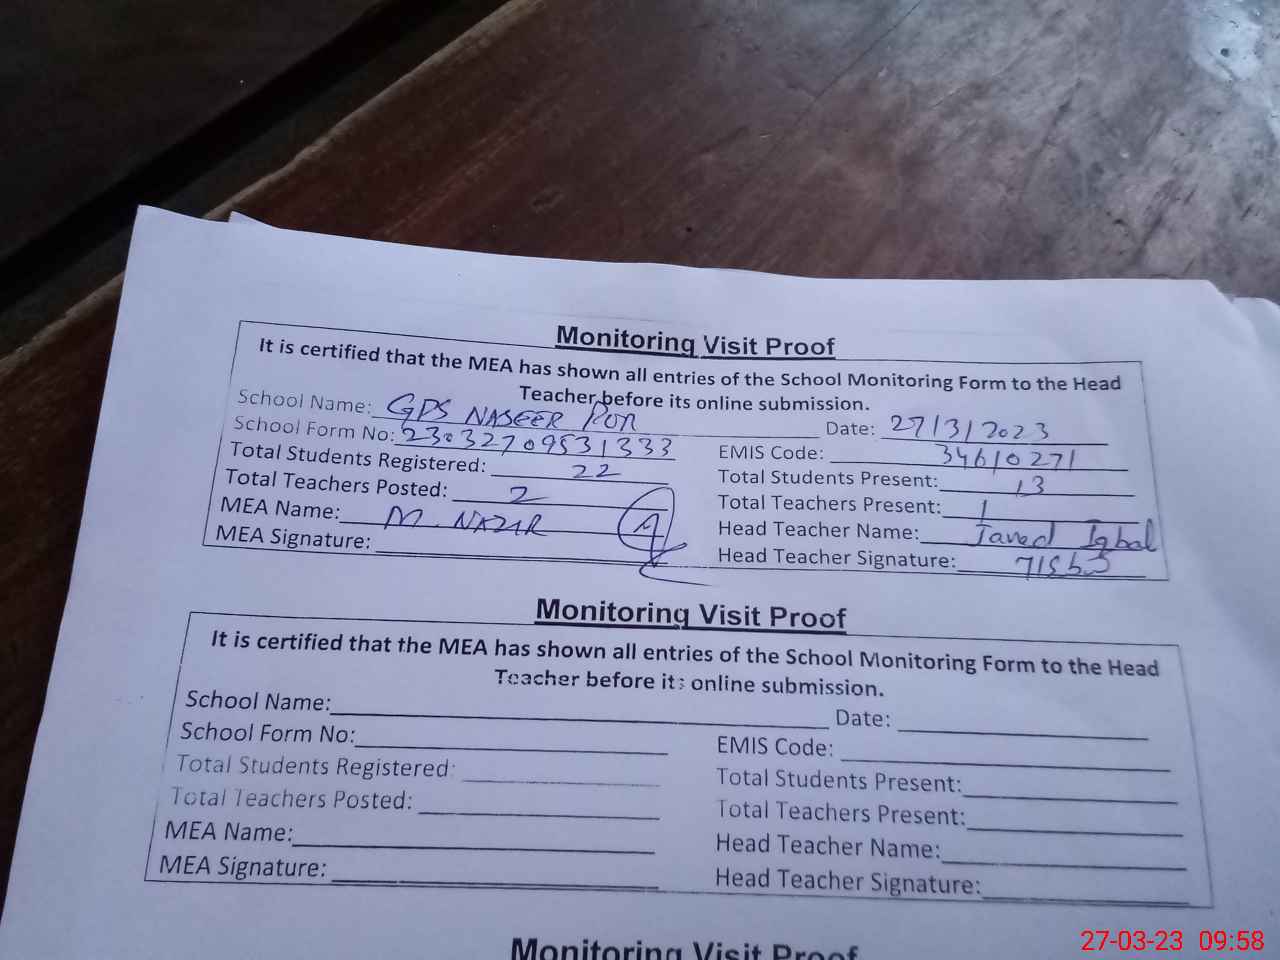 Monitoring Visit Proof
It is certified that the MEA has shown all entries of the School Monitoring Form to the Head
Teacher before its online submission.
School Name: GPS NASEER PUR Date: 27/3/2023
School Form No: 23032709531333 EMIS Code: 34610271
Total Students Registered: 22 Total Students Present: 13
Total Teachers Posted: 2 Total Teachers Present: 1
MEA Name: M. NAZIR Head Teacher Name: Javed Iqbal
MEA Signature: Head Teacher Signature:
Monitoring Visit Proof
It is certified that the MEA has shown all entries of the School Monitoring Form to the Head
Teacher before its online submission.
School Name: Date:
School Form No: EMIS Code:
Total Students Registered: Total Students Present:
Total Teachers Posted: Total Teachers Present:
MEA Name: Head Teacher Name:
MEA Signature: Head Teacher Signature:
Monitoring Visit Proof
27-03-23 09:58